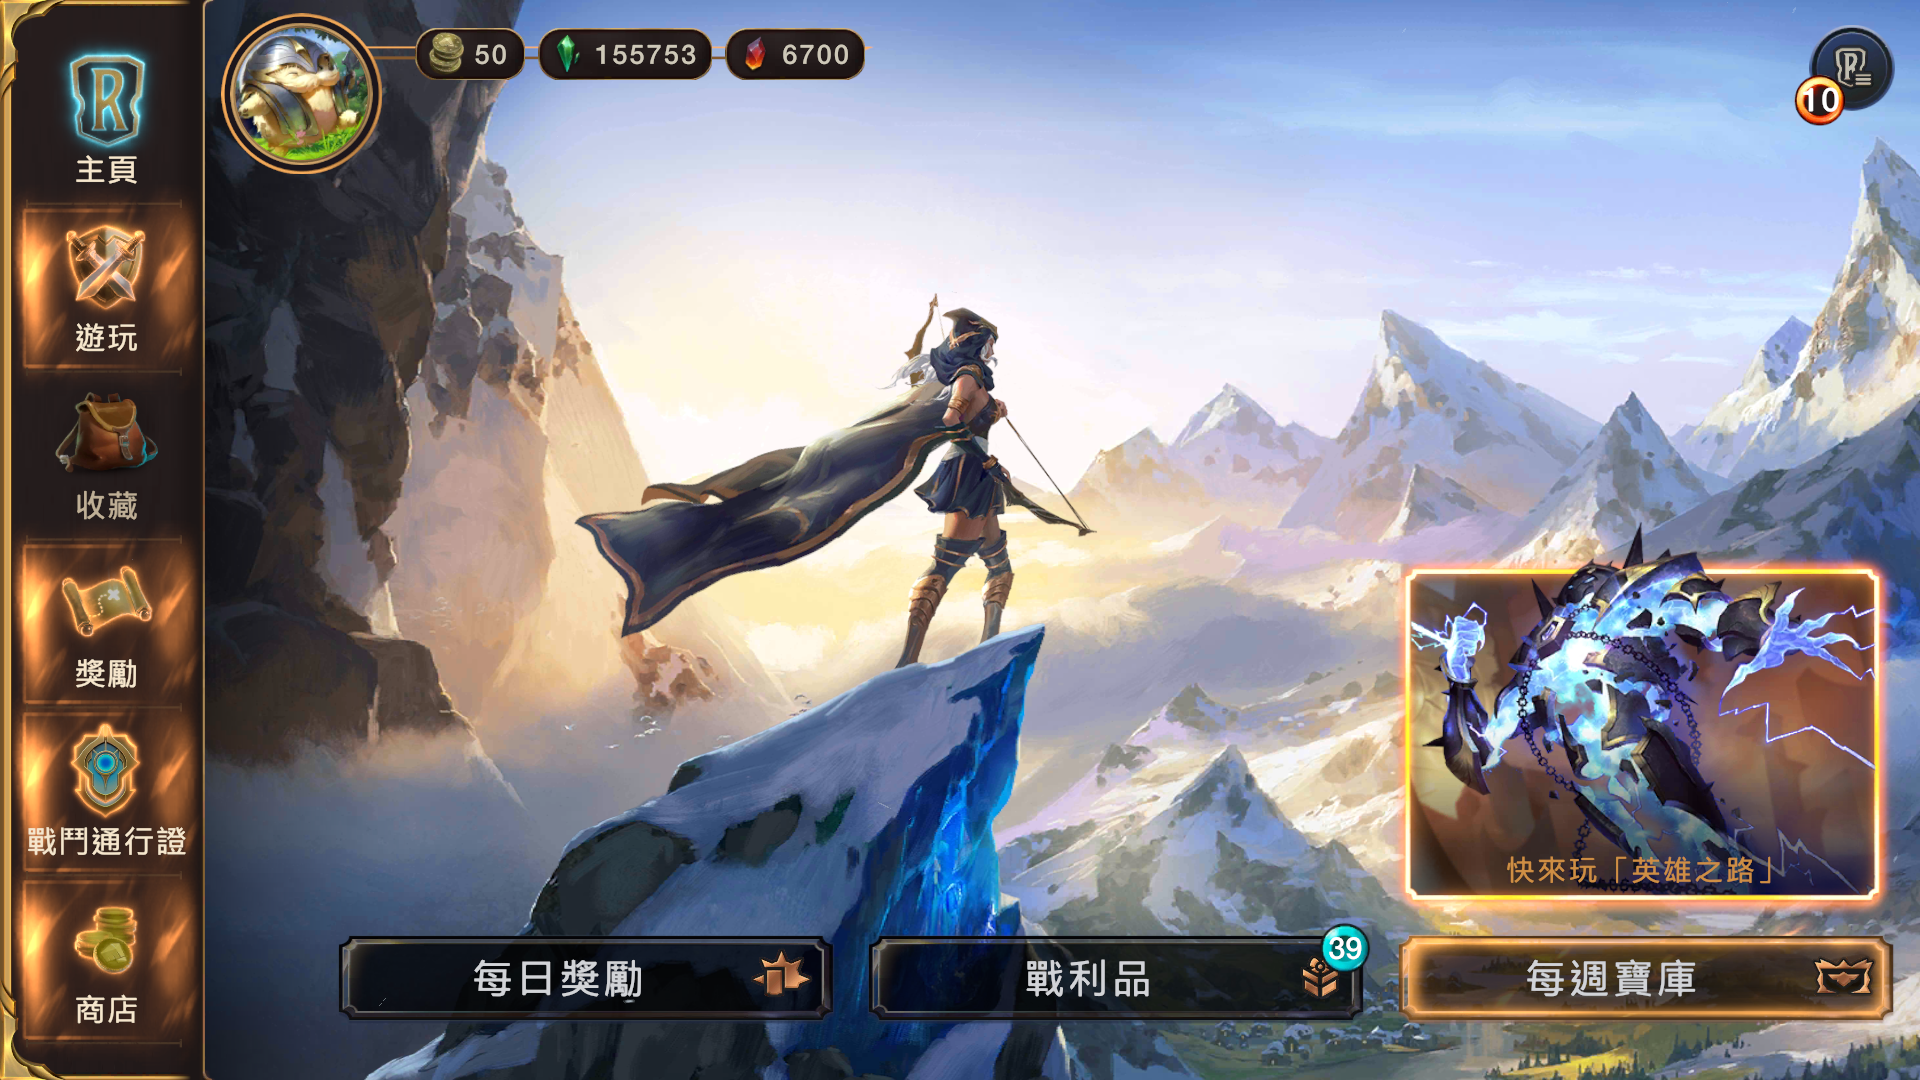 主頁
遊玩
收藏
獎勵
戰鬥通行證
商店
50
155753
6700
10
快來玩「英雄之路」
每日獎勵
戰利品
39
每週寶庫